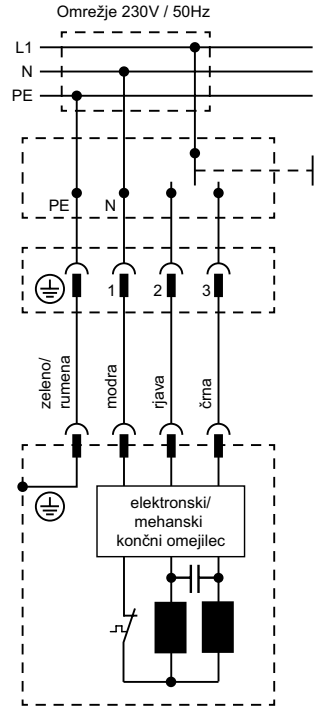 Omrežje 230V / 50Hz
L1
N
PE
PE N
1 2 3
zeleno/
rumena
modra
rjava
črna
elektronski/
mehanski
končni omejilec